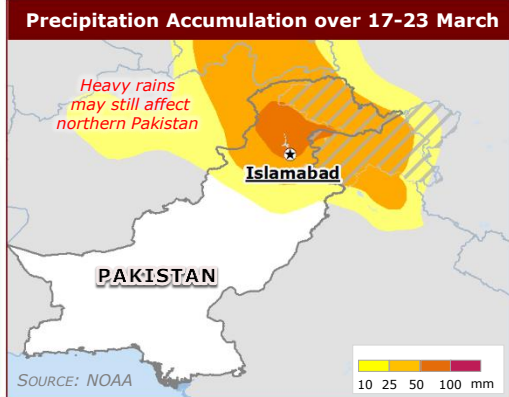 Precipitation Accumulation over 17-23 March
Heavy rains
may still affect
northern Pakistan
Islamabad
PAKISTAN
SOURCE: NOAA
10 25 50 100 mm